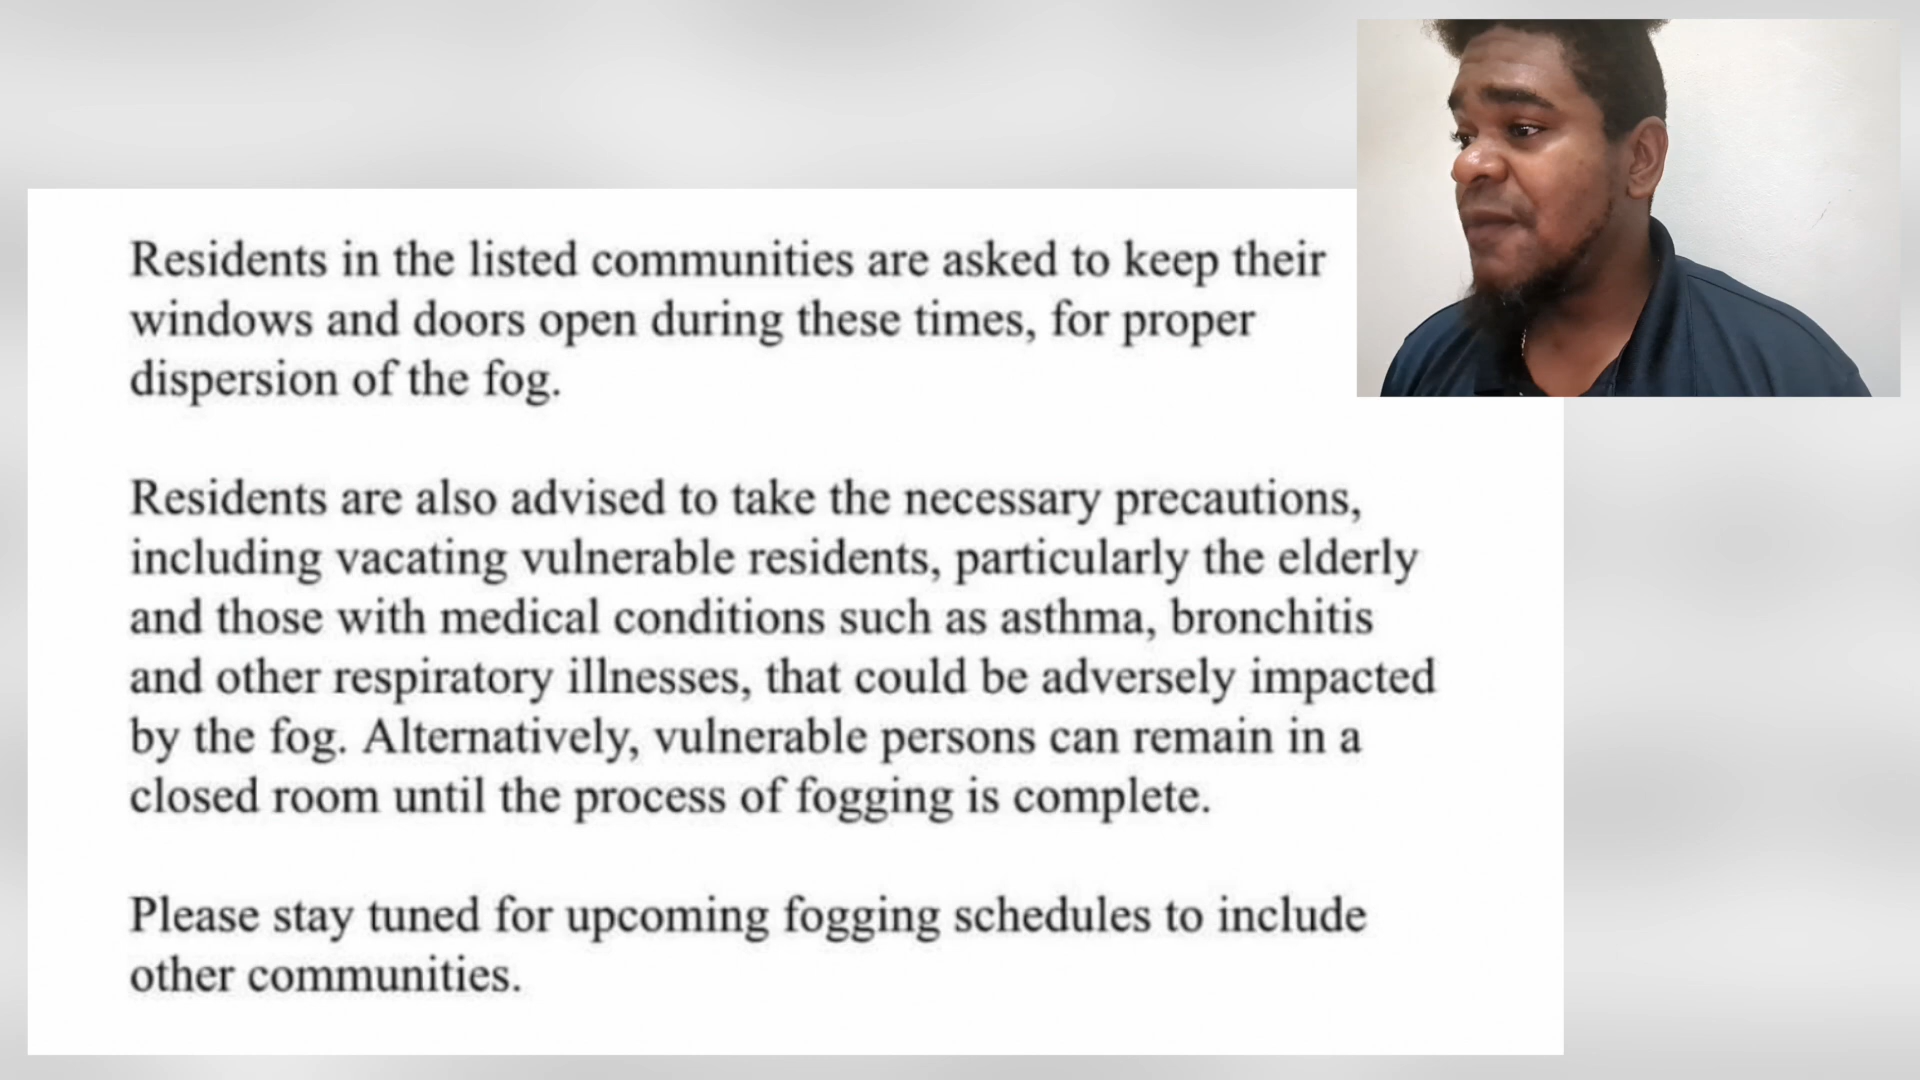 Residents in the listed communities are asked to keep their
windows and doors open during these times, for proper
dispersion of the fog.
Residents are also advised to take the necessary precautions,
including vacating vulnerable residents, particularly the elderly
and those with medical conditions such as asthma, bronchitis
and other respiratory illnesses, that could be adversely impacted
by the fog. Alternatively, vulnerable persons can remain in a
closed room until the process of fogging is complete.
Please stay tuned for upcoming fogging schedules to include
other communities.